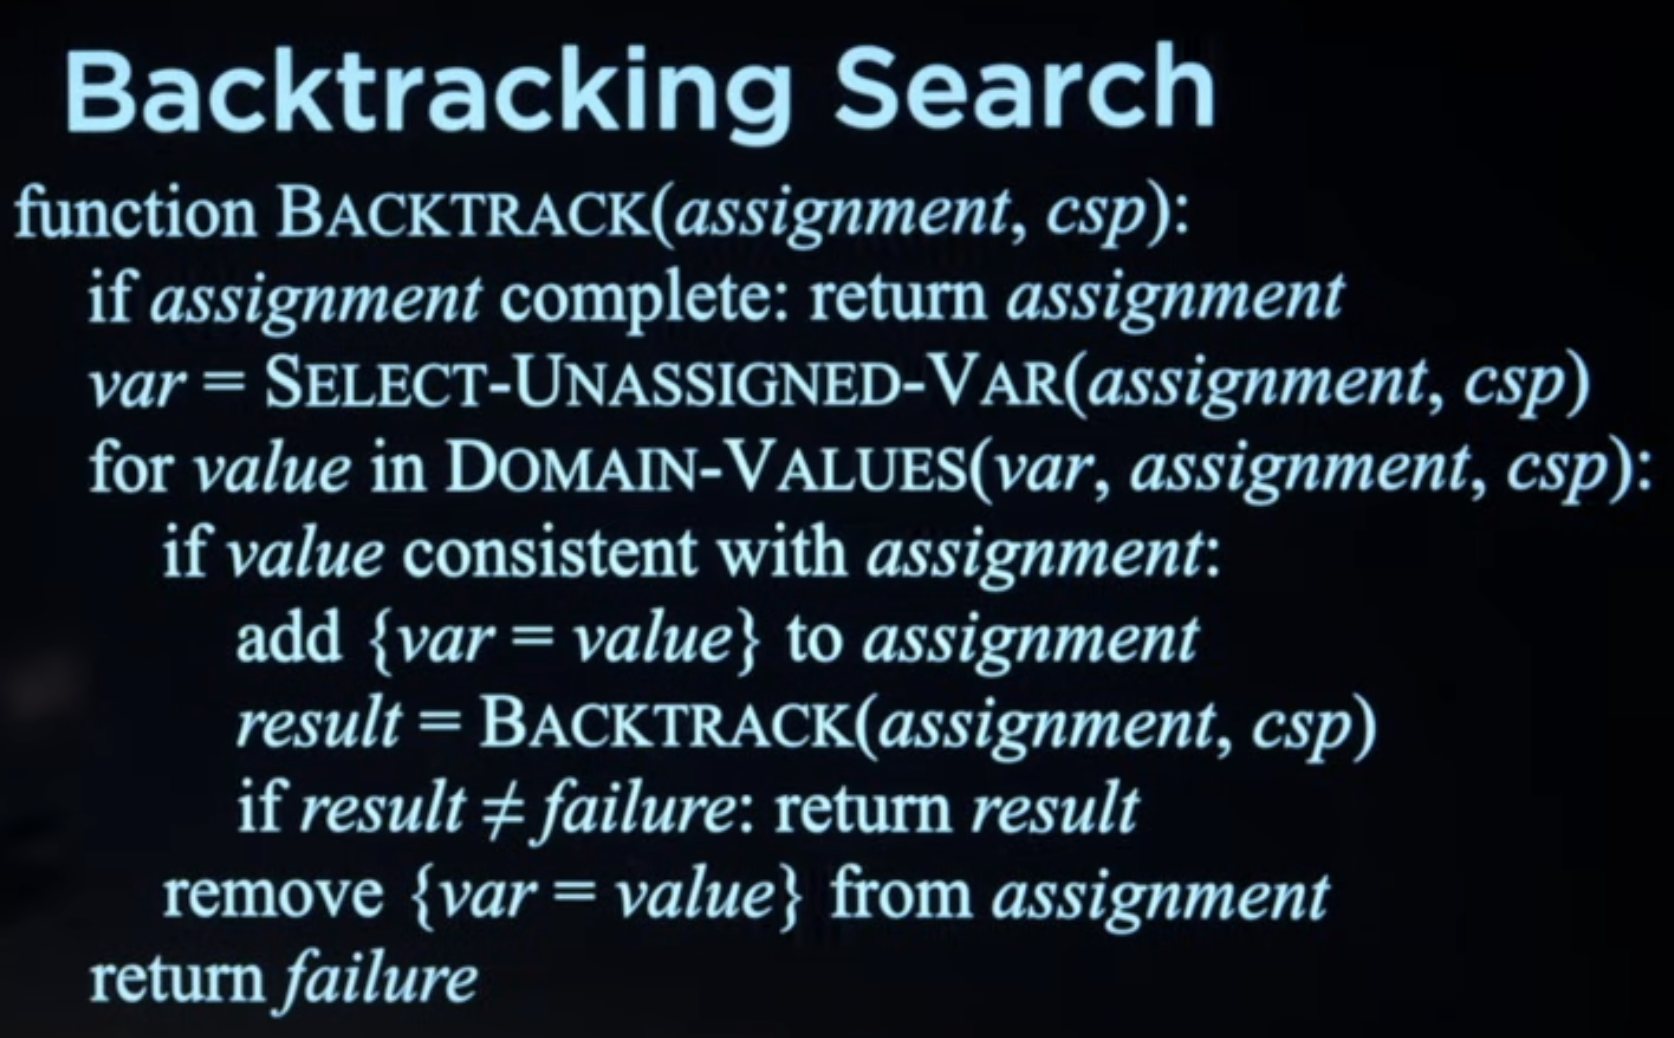 Backtracking Search
function BACKTRACK(assignment, csp):
if assignment complete: return assignment
var = SELECT-UNASSIGNED-VAR(assignment, csp)
for value in DOMAIN-VALUES(var, assignment, csp):
if value consistent with assignment:
add {var = value} to assignment
result = BACKTRACK(assignment, csp)
if result ≠ failure: return result
remove {var = value} from assignment
return failure